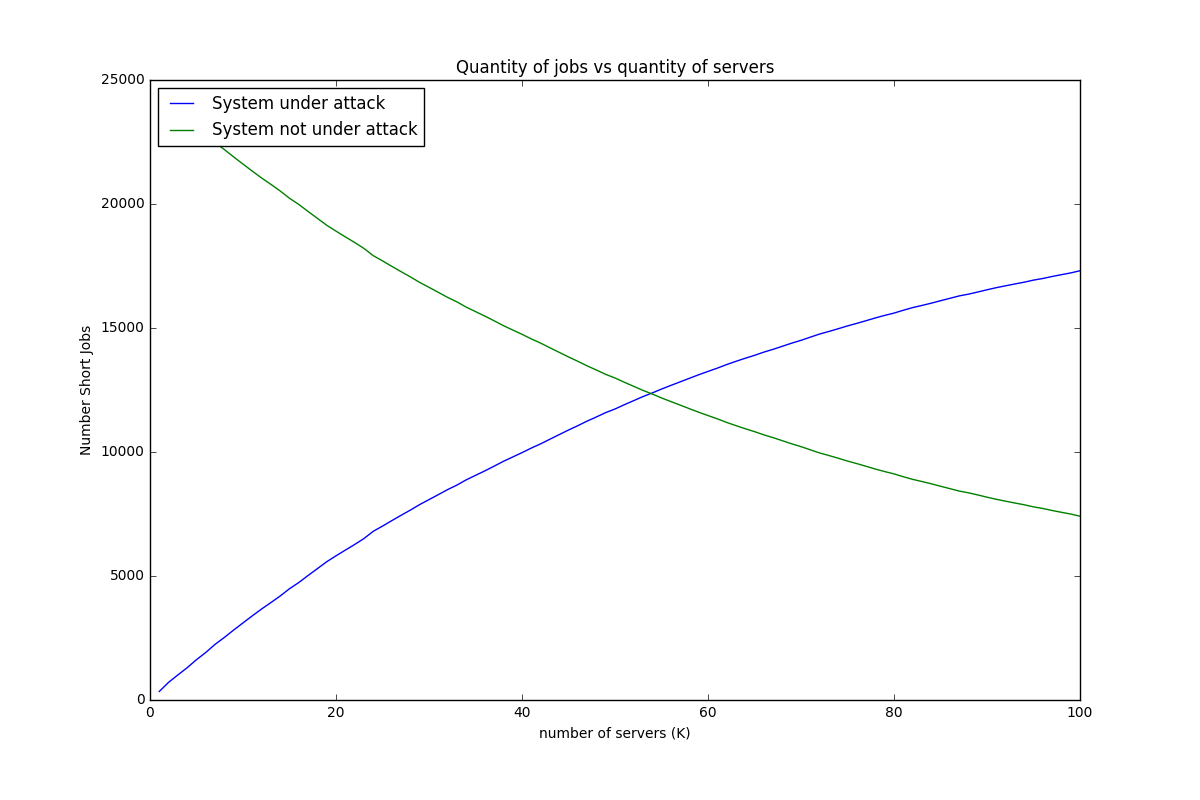 Quantity of jobs vs quantity of servers
25000
System under attack
System not under attack
20000
15000
Number Short Jobs
10000
5000
0
0 20 40 60 80 100
number of servers (K)